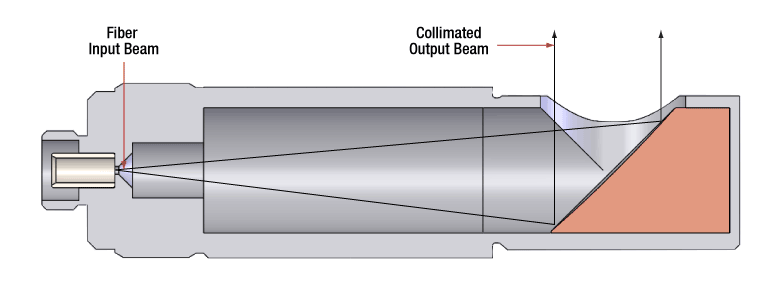 Fiber
Input Beam
Collimated
Output Beam